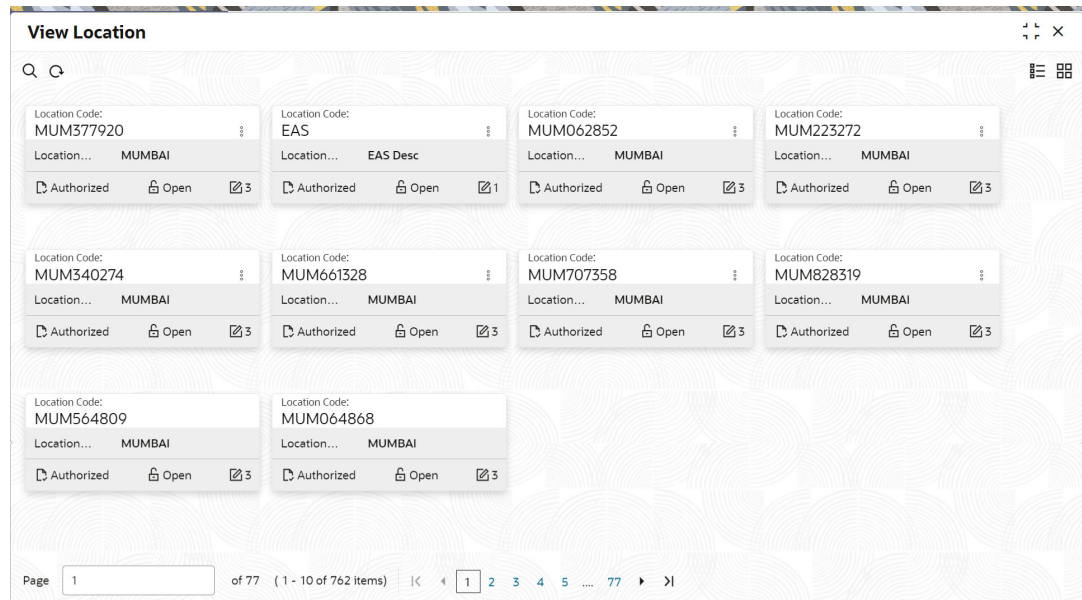 View Location
Location Code:
MUM377920
Location... MUMBAI
Authorized Open 3
Location Code:
EAS
Location... EAS Desc
Authorized Open 1
Location Code:
MUM062852
Location... MUMBAI
Authorized Open 3
Location Code:
MUM223272
Location... MUMBAI
Authorized Open 3
Location Code:
MUM340274
Location... MUMBAI
Authorized Open 3
Location Code:
MUM661328
Location... MUMBAI
Authorized Open 3
Location Code:
MUM707358
Location... MUMBAI
Authorized Open 3
Location Code:
MUM828319
Location... MUMBAI
Authorized Open 3
Location Code:
MUM564809
Location... MUMBAI
Authorized Open 3
Location Code:
MUM064868
Location... MUMBAI
Authorized Open 3
Page 1 of 77 ( 1 - 10 of 762 items) 1 2 3 4 5 .... 77